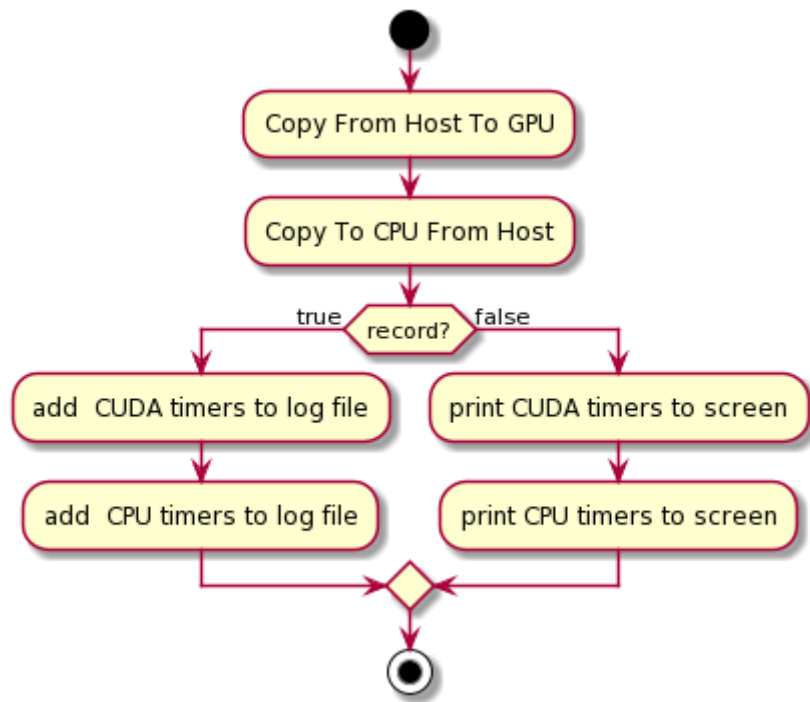 Copy From Host To GPU
Copy To CPU From Host
true
record?
false
add  CUDA timers to log file
print CUDA timers to screen
add  CPU timers to log file
print CPU timers to screen